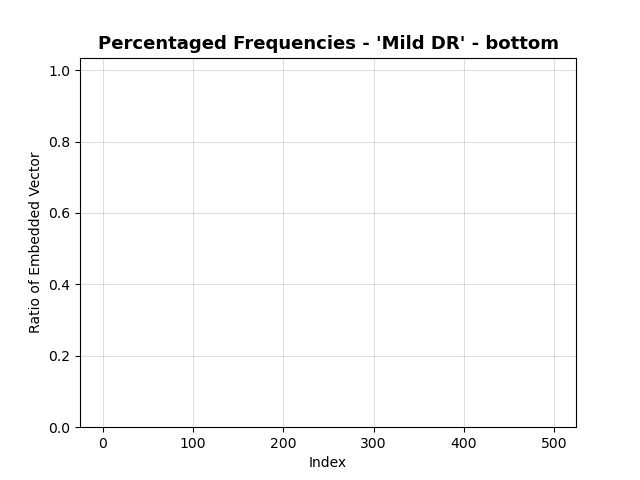 Percentaged Frequencies - 'Mild DR' - bottom
1.0
0.8
0.6
0.4
0.2
0.0
Ratio of Embedded Vector
0 100 200 300 400 500
Index